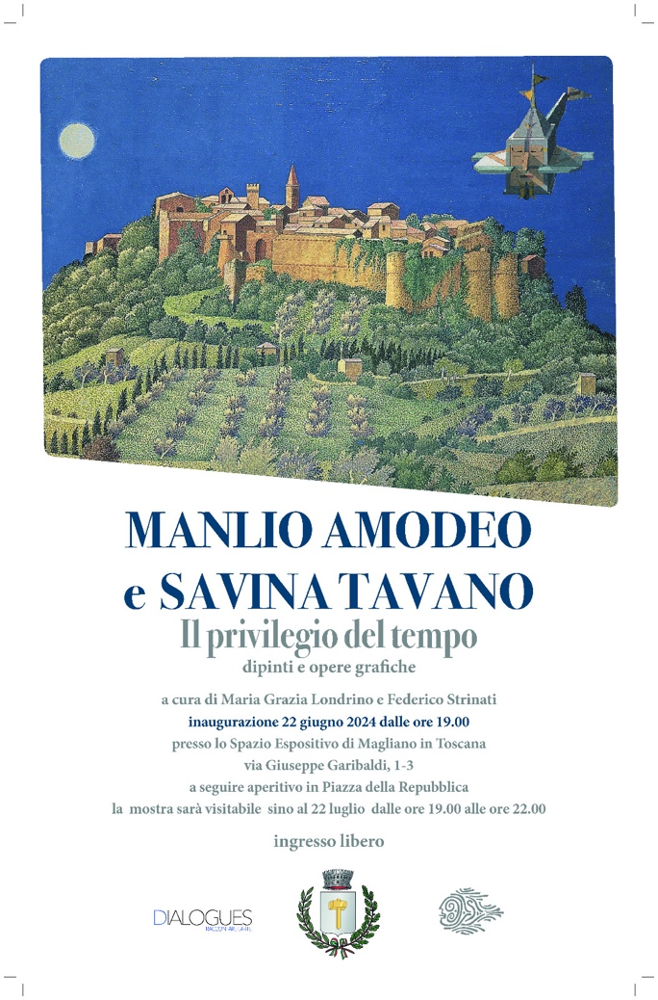 MANLIO AMODEO
e SAVINA TAVANO
Il privilegio del tempo
dipinti e opere grafiche
a cura di Maria Grazia Londrino e Federico Strinati
inaugurazione 22 giugno 2024 dalle ore 19.00
presso lo Spazio Espositivo di Magliano in Toscana
via Giuseppe Garibaldi, 1-3
a seguire aperitivo in Piazza della Repubblica
la mostra sarà visitabile sino al 22 luglio dalle ore 19.00 alle ore 22.00
ingresso libero
DIALOGUES
RACCONTARE L'ARTE